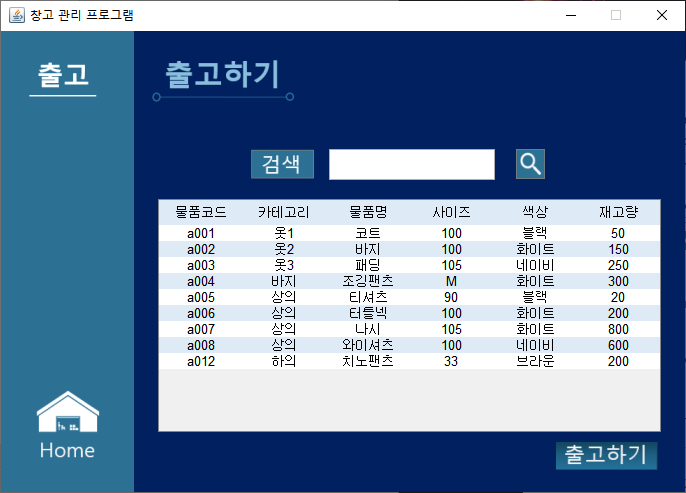 창고 관리 프로그램
출고
출고하기
검색
물품코드 카테고리 물품명 사이즈 색상 재고량
a001 옷1 코트 100 블랙 50
a002 옷2 바지 100 화이트 150
a003 옷3 패딩 105 네이비 250
a004 바지 조깅팬츠 M 화이트 300
a005 상의 티셔츠 90 블랙 20
a006 상의 터틀넥 100 화이트 200
a007 상의 나시 105 화이트 800
a008 상의 와이셔츠 100 네이비 600
a012 하의 치노팬츠 33 브라운 200
Home
출고하기